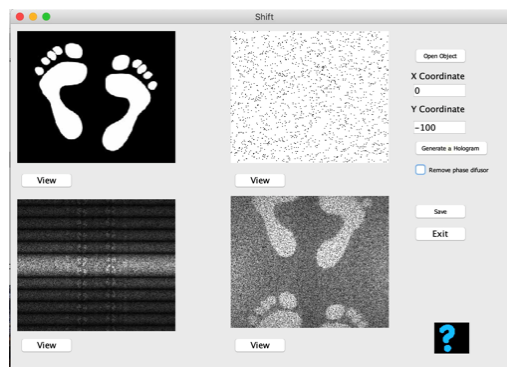 Shift
Open Object
X Coordinate
0
Y Coordinate
-100
Generate a Hologram
Remove phase difusor
View
View
Save
Exit
View
View
?